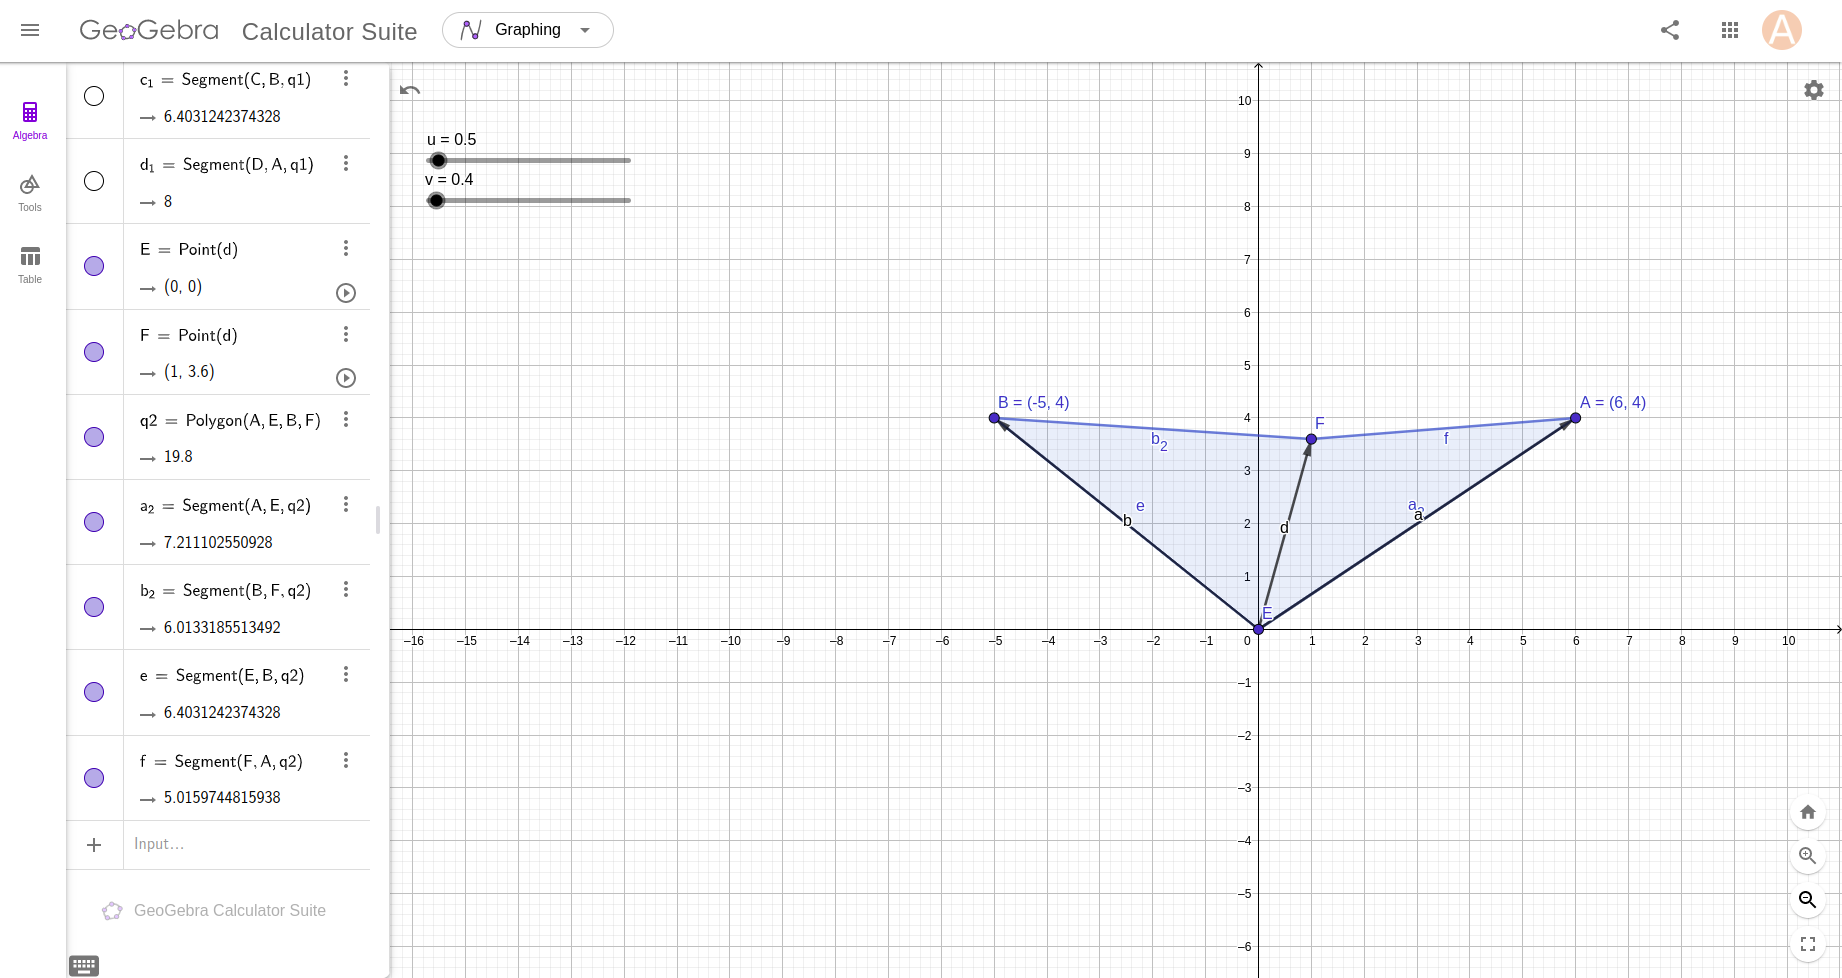 GeoGebra Calculator Suite Graphing A
Algebra
Tools
Table
c₁ = Segment(C, B, q1)
→ 6.4031242374328
d₁ = Segment(D, A, q1)
→ 8
E = Point(d)
→ (0, 0)
F = Point(d)
→ (1, 3.6)
q2 = Polygon(A, E, B, F)
→ 19.8
a₂ = Segment(A, E, q2)
→ 7.211102550928
b₂ = Segment(B, F, q2)
→ 6.0133185513492
e = Segment(E, B, q2)
→ 6.4031242374328
f = Segment(F, A, q2)
→ 5.0159744815938
+ Input...
GeoGebra Calculator Suite
u = 0.5
v = 0.4
10
9
8
7
6
5
B = (-5, 4)
A = (6, 4)
4
F
b₂
f
3
e
a₂
b
a
2
d
1
E
–16 –15 –14 –13 –12 –11 –10 –9 –8 –7 –6 –5 –4 –3 –2 –1 0 1 2 3 4 5 6 7 8 9 10
–1
–2
–3
–4
–5
–6